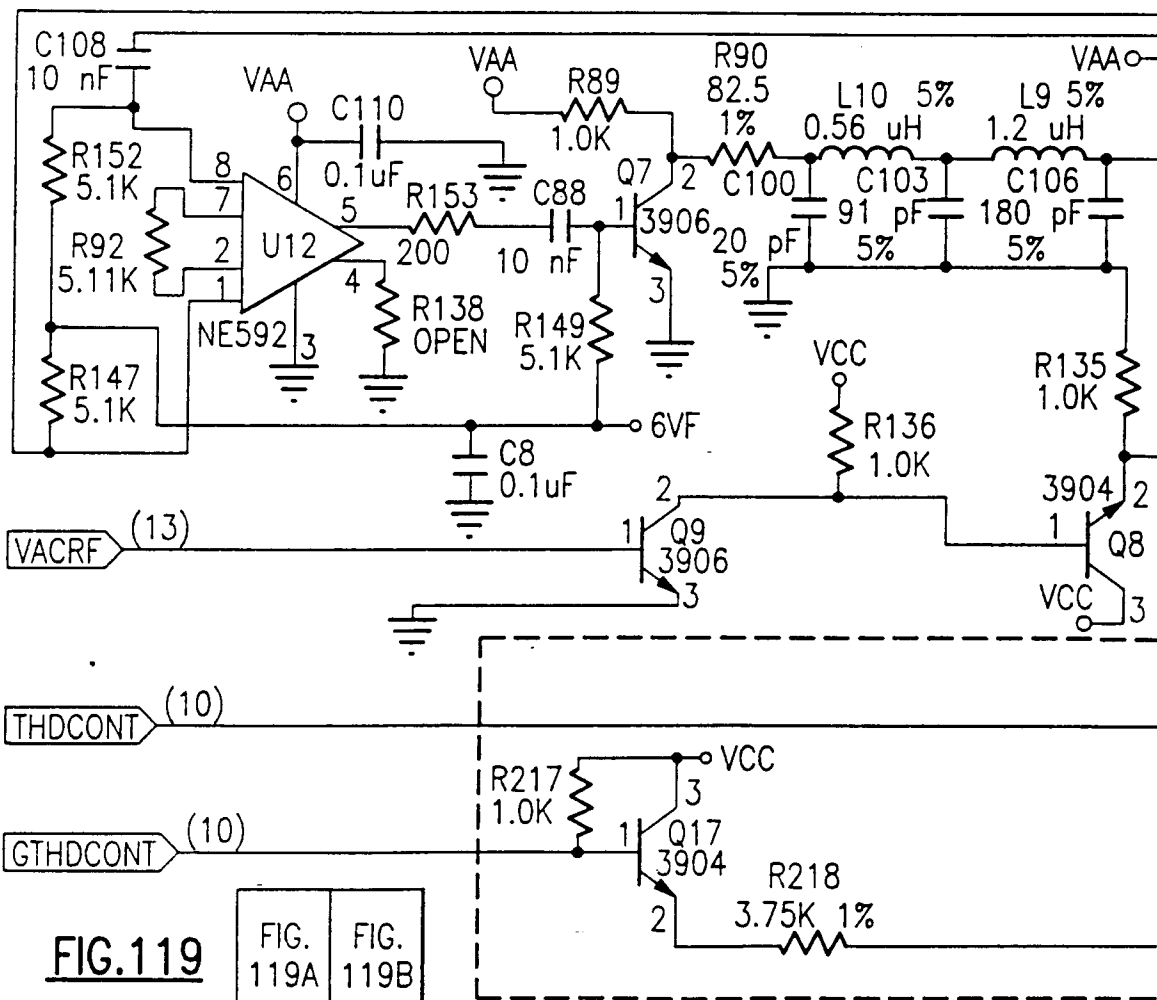 C108
10 nF
VAA
C110
0.1uF
R152
5.1K
8
7
2
1
6
5
4
3
U12
NE592
R92
5.11K
R147
5.1K
R153
200
R138
OPEN
C88
10 nF
R149
5.1K
VAA
R89
1.0K
Q7
2
1
3906
3
R90
82.5
1%
L10 5%
0.56 uH
L9 5%
1.2 uH
VAA
C100
20 pF
5%
C103
91 pF
5%
C106
180 pF
5%
6VF
C8
0.1uF
VCC
R136
1.0K
R135
1.0K
VACRF
(13)
2
1
Q9
3906
3
3904
2
1
Q8
VCC
3
THDCONT
(10)
VCC
R217
1.0K
3
1
Q17
3904
2
GTHDCONT
(10)
R218
3.75K 1%
FIG.119
FIG.
119A
FIG.
119B